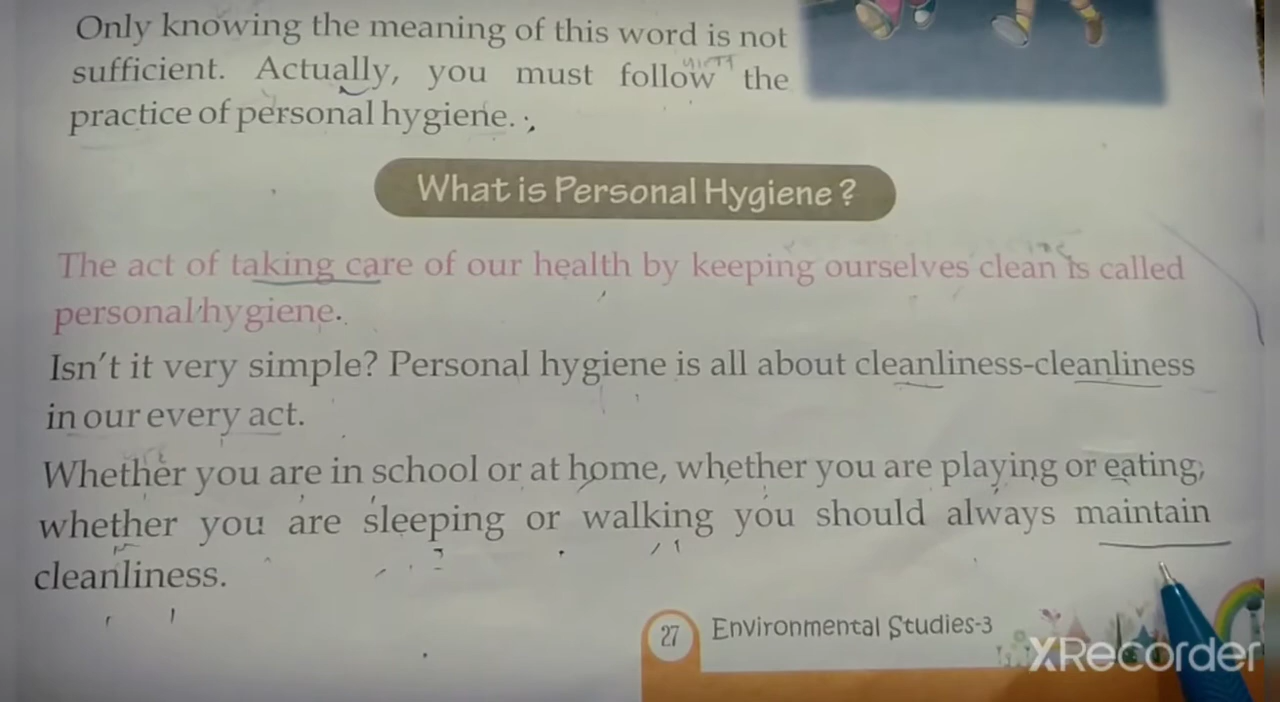 Only knowing the meaning of this word is not
sufficient. Actually, you must follow the
practice of personal hygiene.
What is Personal Hygiene ?
The act of taking care of our health by keeping ourselves clean is called
personal hygiene.
Isn't it very simple? Personal hygiene is all about cleanliness-cleanliness
in our every act.
Whether you are in school or at home, whether you are playing or eating,
whether you are sleeping or walking you should always maintain
cleanliness.
27 Environmental Studies-3
XRecorder